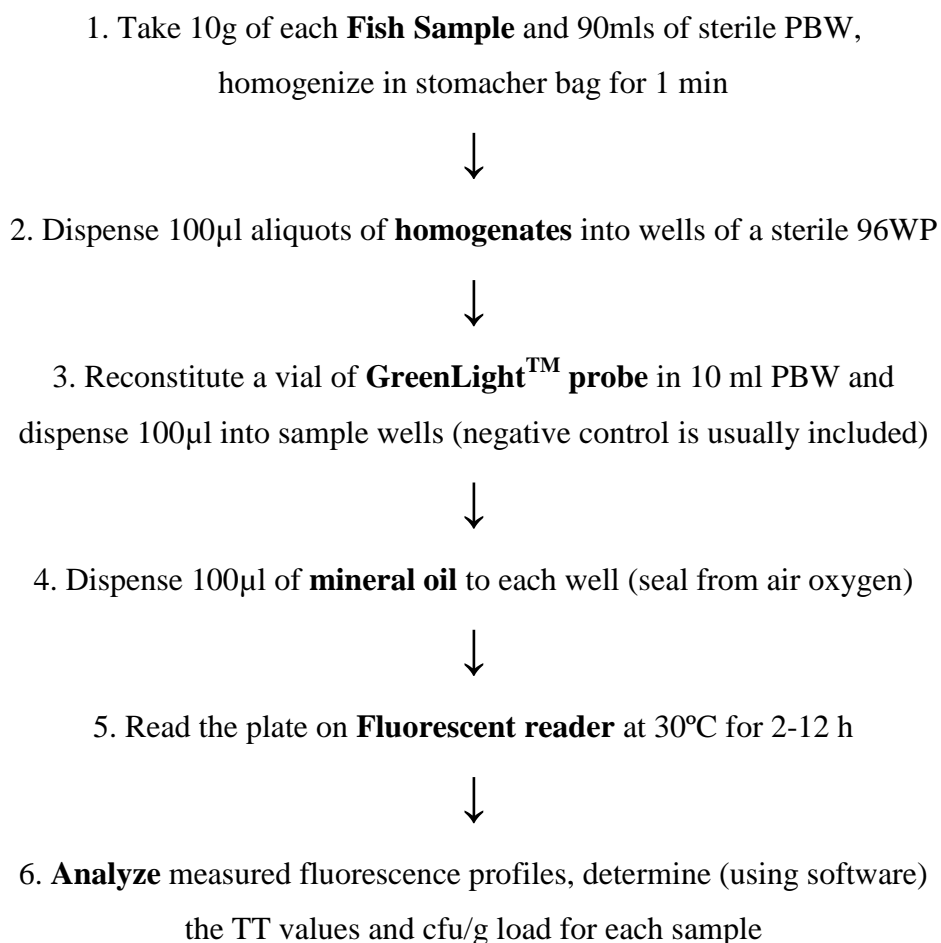 1. Take 10g of each Fish Sample and 90mls of sterile PBW,
homogenize in stomacher bag for 1 min
↓
2. Dispense 100µl aliquots of homogenates into wells of a sterile 96WP
↓
3. Reconstitute a vial of GreenLight™ probe in 10 ml PBW and
dispense 100µl into sample wells (negative control is usually included)
↓
4. Dispense 100µl of mineral oil to each well (seal from air oxygen)
↓
5. Read the plate on Fluorescent reader at 30ºC for 2-12 h
↓
6. Analyze measured fluorescence profiles, determine (using software)
the TT values and cfu/g load for each sample